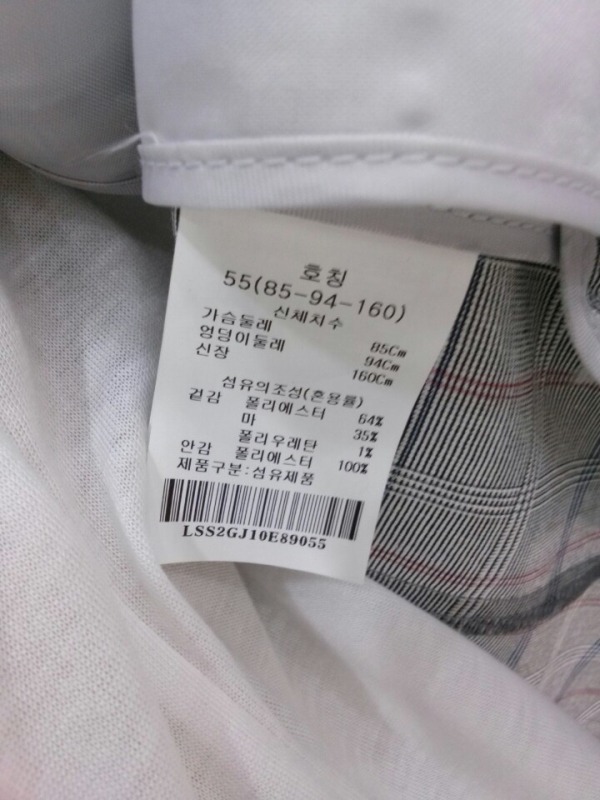 호칭
55(85-94-160)
신체치수
가슴둘레 85Cm
엉덩이둘레 94Cm
신장 160Cm
섬유의조성(혼용률)
겉감 폴리에스터 64%
마 35%
폴리우레탄 1%
안감 폴리에스터 100%
제품구분:섬유제품
LSS2GJ10E89055